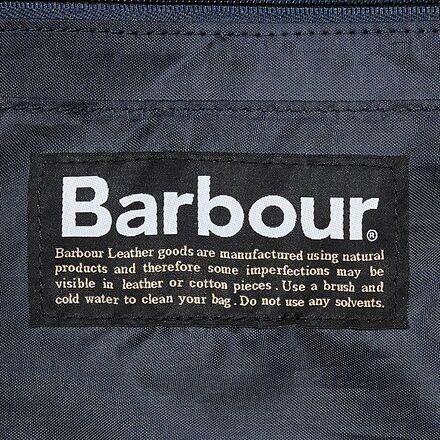 Barbour®
Barbour Leather goods are manufactured using natural
products and therefore some imperfections may be
visible in leather or cotton pieces. Use a brush and
cold water to clean your bag. Do not use any solvents.